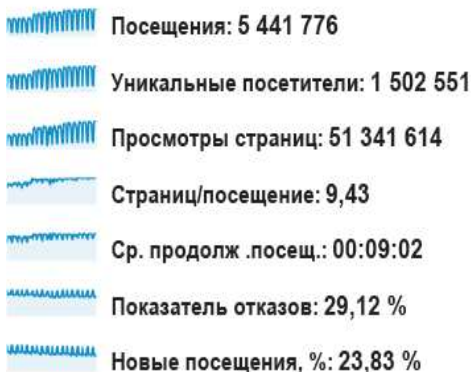 Посещения: 5 441 776
Уникальные посетители: 1 502 551
Просмотры страниц: 51 341 614
Страниц/посещение: 9,43
Ср. продолж .посещ.: 00:09:02
Показатель отказов: 29,12 %
Новые посещения, %: 23,83 %